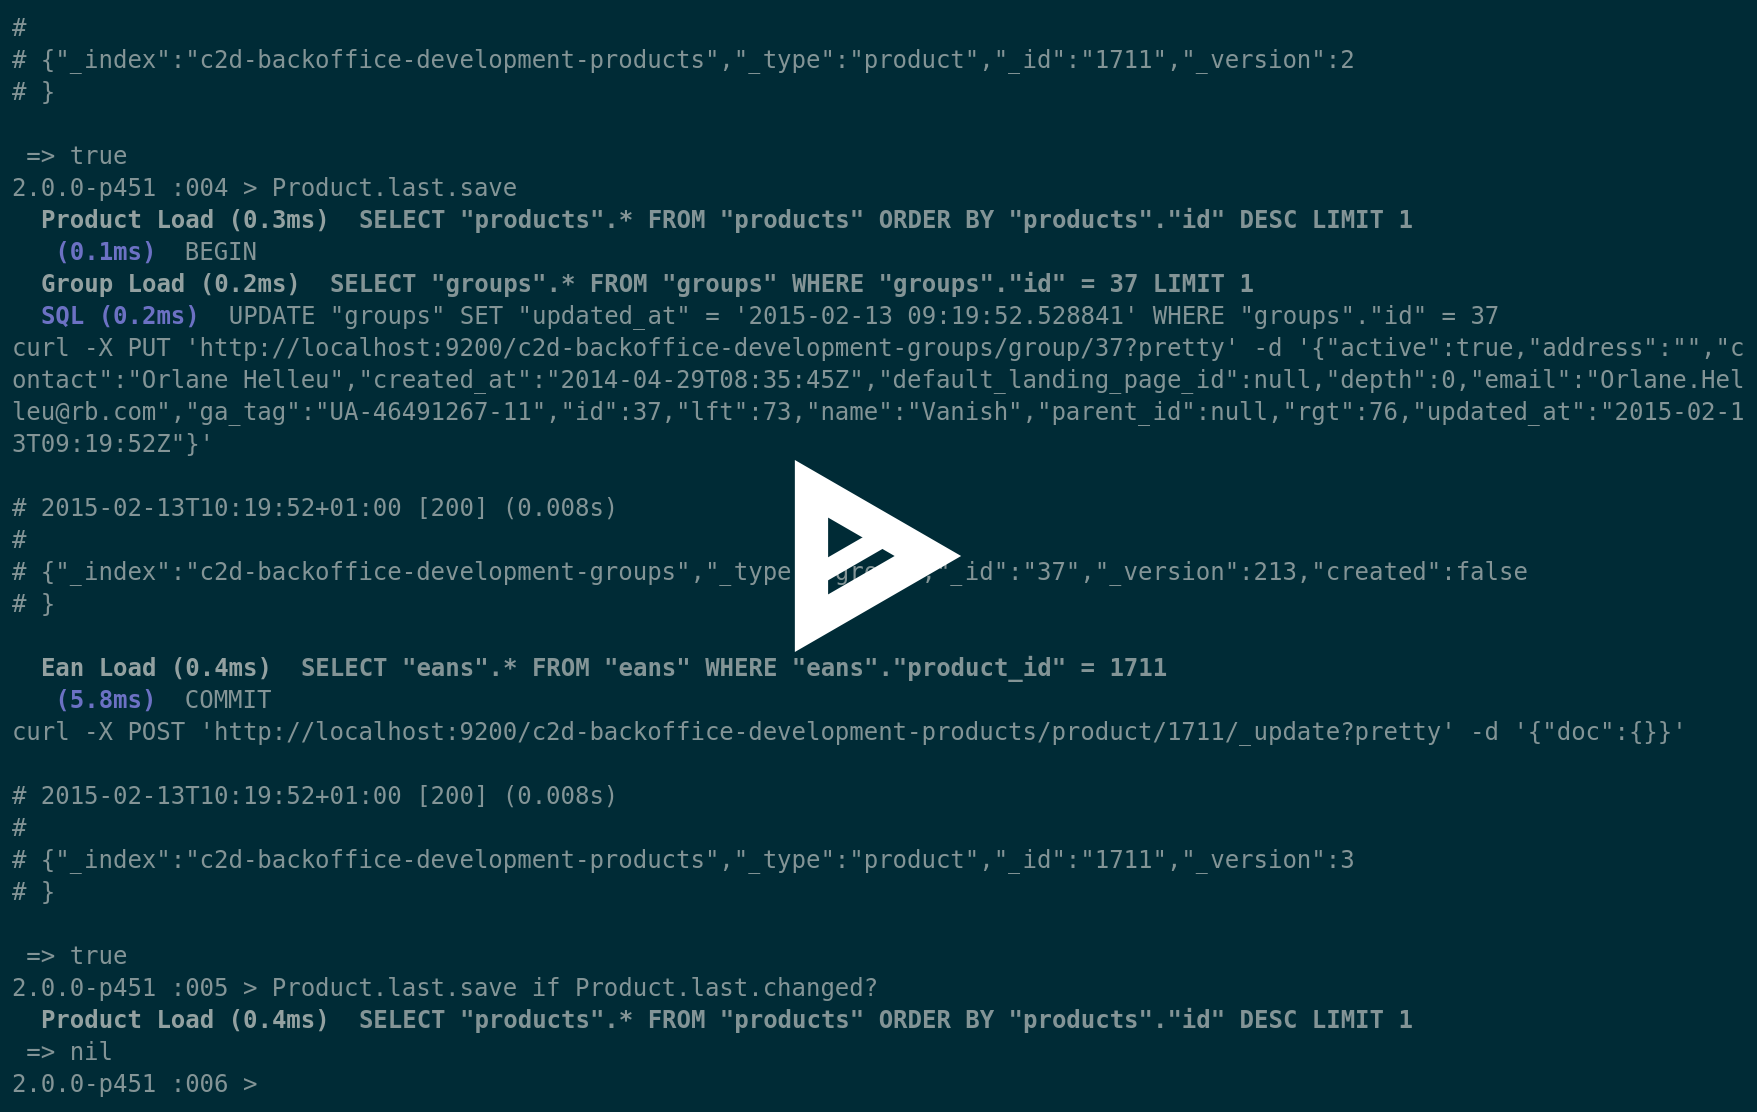 #
# {"_index":"c2d-backoffice-development-products","_type":"product","_id":"1711","_version":2
# }
=> true
2.0.0-p451 :004 > Product.last.save
Product Load (0.3ms)  SELECT "products".* FROM "products" ORDER BY "products"."id" DESC LIMIT 1
(0.1ms)  BEGIN
Group Load (0.2ms)  SELECT "groups".* FROM "groups" WHERE "groups"."id" = 37 LIMIT 1
SQL (0.2ms)  UPDATE "groups" SET "updated_at" = '2015-02-13 09:19:52.528841' WHERE "groups"."id" = 37
curl -X PUT 'http://localhost:9200/c2d-backoffice-development-groups/group/37?pretty' -d '{"active":true,"address":"","c
ontact":"Orlane Helleu","created_at":"2014-04-29T08:35:45Z","default_landing_page_id":null,"depth":0,"email":"Orlane.Hel
leu@rb.com","ga_tag":"UA-46491267-11","id":37,"lft":73,"name":"Vanish","parent_id":null,"rgt":76,"updated_at":"2015-02-1
3T09:19:52Z"}'
# 2015-02-13T10:19:52+01:00 [200] (0.008s)
#
# {"_index":"c2d-backoffice-development-groups","_type ,"_id":"37","_version":213,"created":false
# }
Ean Load (0.4ms)  SELECT "eans".* FROM "eans" WHERE "eans"."product_id" = 1711
(5.8ms)  COMMIT
curl -X POST 'http://localhost:9200/c2d-backoffice-development-products/product/1711/_update?pretty' -d '{"doc":{}}'
# 2015-02-13T10:19:52+01:00 [200] (0.008s)
#
# {"_index":"c2d-backoffice-development-products","_type":"product","_id":"1711","_version":3
# }
=> true
2.0.0-p451 :005 > Product.last.save if Product.last.changed?
Product Load (0.4ms)  SELECT "products".* FROM "products" ORDER BY "products"."id" DESC LIMIT 1
=> nil
2.0.0-p451 :006 >